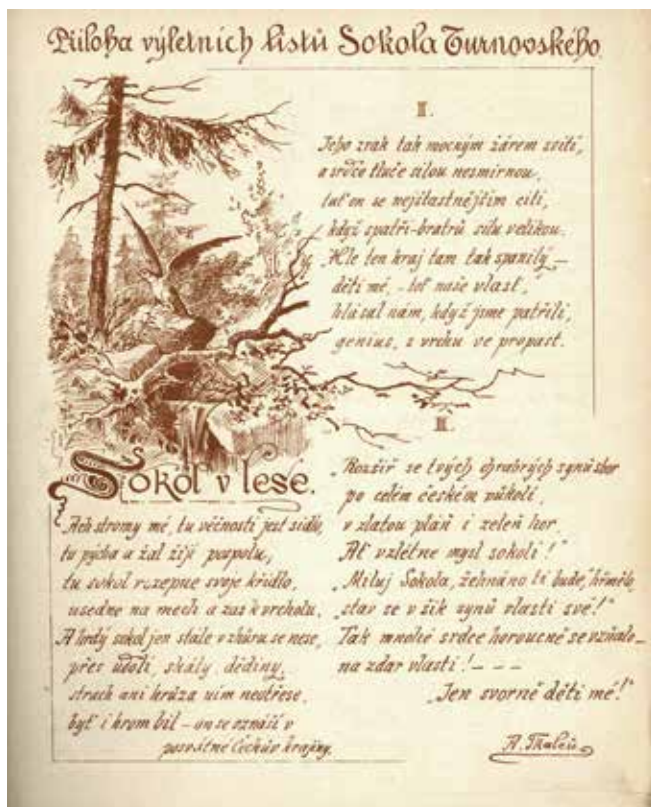 Příloha výletních listů Sokola Turnovského.
Sokol v lese.
Ach stromy mé, tu věčnosti jest sídlo,
tu pýcha a žal žijí pospolu,
tu sokol rozepne svoje křídlo,
usedne na mech a zas k vrcholu.
A hrdý sokol jen stále vzhůru se nese,
přes údolí, skály, dědiny,
strach ani hrůzaním neotřese,
byť i hrom bil – on se vznáší v
posvátné Čechův krajiny.
II.
Jeho zrak tak mocným žárem svítí,
a srdce tluče silou nesmírnou,
tuť on se nejšťastnějším cítí,
když spatří-bratrů sílu velikou.
Hle ten kraj tam tak spanilý –
děti mé, - toť naše vlast,
hlásal nám, když jsme patřili,
genius, s vrchu ve propast.
III.
„Rozšiř se tvých chrabrých synů sbor
po celém českém vůkolí,
v zlatou pláň i zeleň hor.
Ať vzlétne mysl sokolí!"
„Miluj Sokola, žehnáno ti bude," hřmělo,
„stav se v šik synů vlasti své!"
Tak mnohé srdce horoucně se vzňalo –
na zdar vlasti! – – –
„Jen svorně děti mé!"